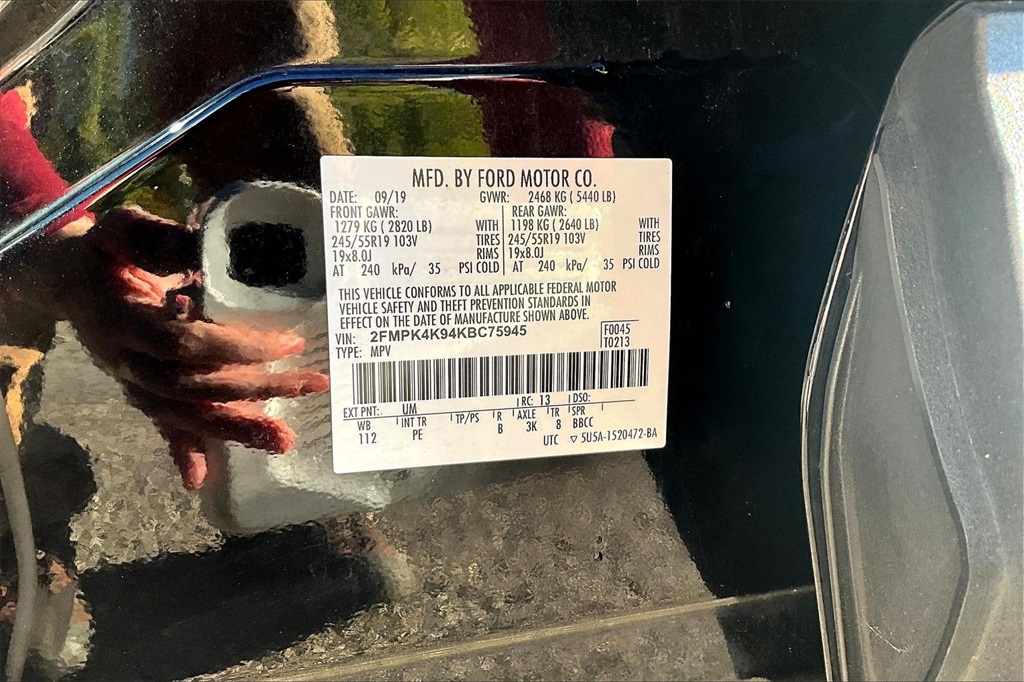 MFD. BY FORD MOTOR CO.
DATE: 09/19 GVWR: 2468 KG ( 5440 LB)
FRONT GAWR: REAR GAWR:
1279 KG ( 2820 LB) WITH 1198 KG ( 2640 LB) WITH
245/55R19 103V TIRES 245/55R19 103V TIRES
19x8.0J RIMS 19x8.0J RIMS
AT 240 kPa/ 35 PSI COLD AT 240 kPa/ 35 PSI COLD
THIS VEHICLE CONFORMS TO ALL APPLICABLE FEDERAL MOTOR
VEHICLE SAFETY AND THEFT PREVENTION STANDARDS IN
EFFECT ON THE DATE OF MANUFACTURE SHOWN ABOVE.
VIN: 2FMPK4K94KBC75945 F0045
TYPE: MPV T0213
EXT PNT: UM RC: 13 DSO:
WB INT TR TP/PS R AXLE TR SPR
112 PE B 3K 8 BBCC
UTC ▽ 5U5A-1520472-BA